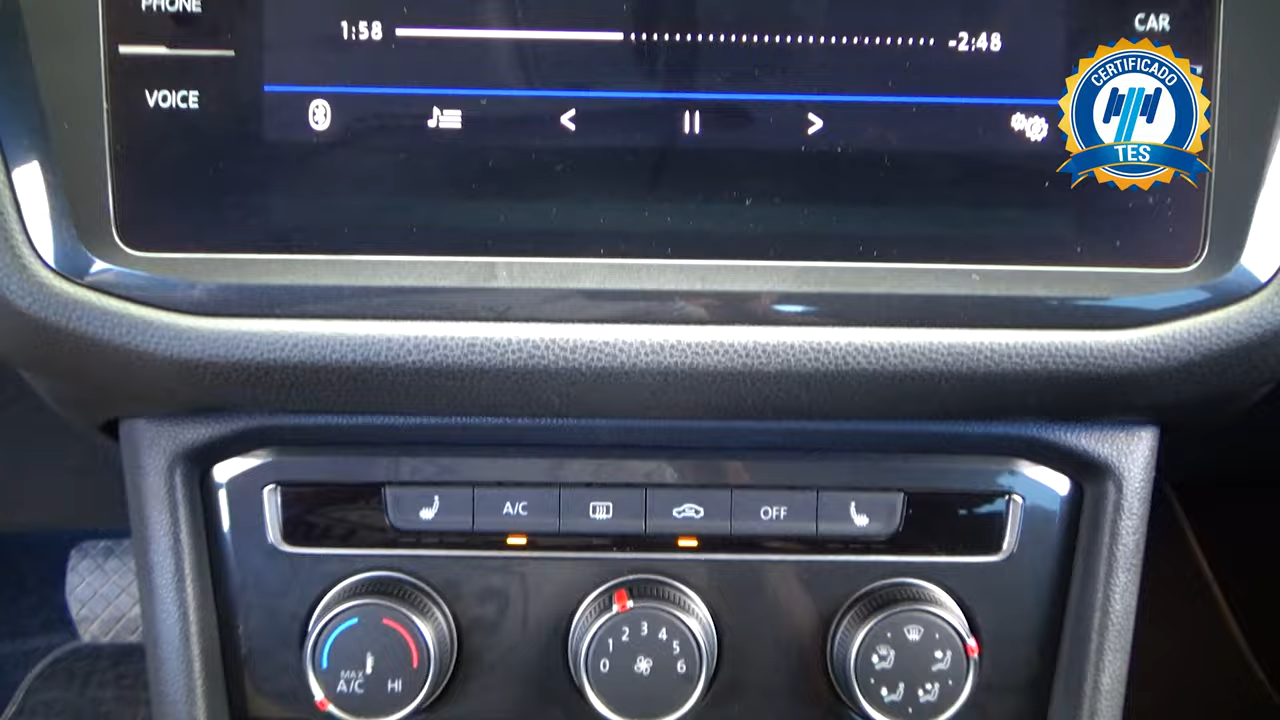 PHONE
1:58
-2:48
CAR
VOICE
CERTIFICADO
TES
A/C
OFF
MAX
A/C
HI
0
1
2
3
4
5
6